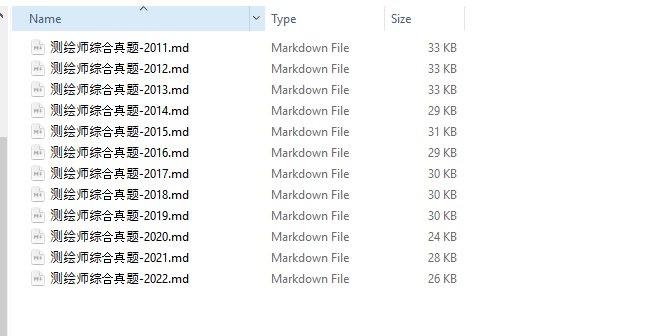 Name Type Size
测绘师综合真题-2011.md Markdown File 33 KB
测绘师综合真题-2012.md Markdown File 33 KB
测绘师综合真题-2013.md Markdown File 33 KB
测绘师综合真题-2014.md Markdown File 29 KB
测绘师综合真题-2015.md Markdown File 31 KB
测绘师综合真题-2016.md Markdown File 29 KB
测绘师综合真题-2017.md Markdown File 30 KB
测绘师综合真题-2018.md Markdown File 30 KB
测绘师综合真题-2019.md Markdown File 30 KB
测绘师综合真题-2020.md Markdown File 24 KB
测绘师综合真题-2021.md Markdown File 28 KB
测绘师综合真题-2022.md Markdown File 26 KB